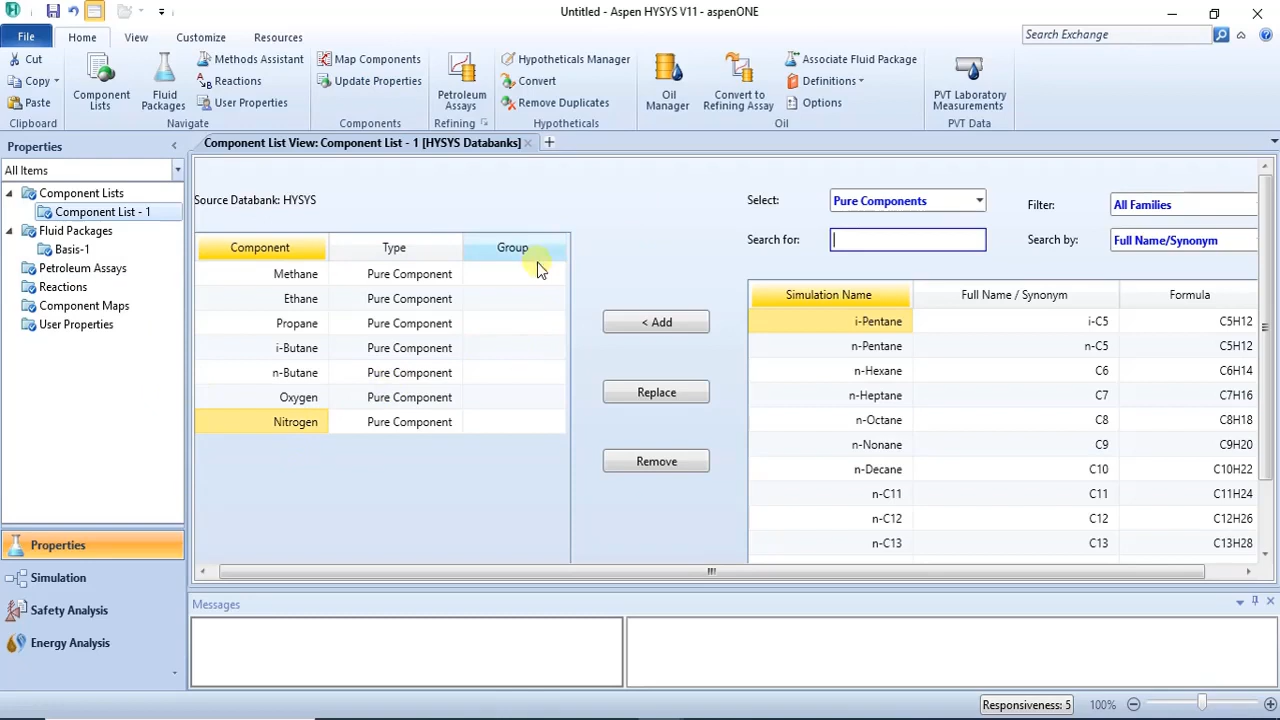 Untitled - Aspen HYSYS V11 - aspenONE
File
Home
View
Customize
Resources
Search Exchange
Cut
Copy
Paste
Clipboard
Component
Lists
Fluid
Packages
Methods Assistant
Reactions
User Properties
Navigate
Map Components
Update Properties
Components
Petroleum
Assays
Refining
Hypotheticals Manager
Convert
Remove Duplicates
Hypotheticals
Oil
Manager
Convert to
Refining Assay
Associate Fluid Package
Definitions
Options
Oil
PVT Laboratory
Measurements
PVT Data
Properties
All Items
Component Lists
Component List - 1
Fluid Packages
Basis-1
Petroleum Assays
Reactions
Component Maps
User Properties
Properties
Simulation
Safety Analysis
Energy Analysis
Component List View: Component List - 1 [HYSYS Databanks]
Source Databank: HYSYS
Component Type Group
Methane Pure Component
Ethane Pure Component
Propane Pure Component
i-Butane Pure Component
n-Butane Pure Component
Oxygen Pure Component
Nitrogen Pure Component
< Add
Replace
Remove
Select: Pure Components Filter: All Families
Search for: Search by: Full Name/Synonym
Simulation Name Full Name / Synonym Formula
i-Pentane i-C5 C5H12
n-Pentane n-C5 C5H12
n-Hexane C6 C6H14
n-Heptane C7 C7H16
n-Octane C8 C8H18
n-Nonane C9 C9H20
n-Decane C10 C10H22
n-C11 C11 C11H24
n-C12 C12 C12H26
n-C13 C13 C13H28
Messages
Responsiveness: 5 100%